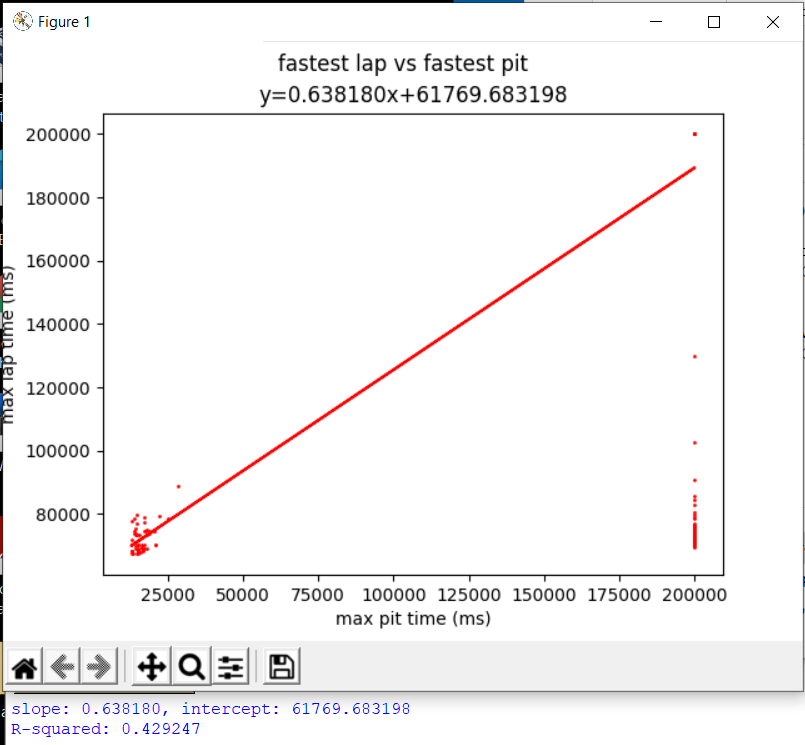 Figure 1
fastest lap vs fastest pit
y=0.638180x+61769.683198
200000
180000
160000
140000
120000
100000
80000
max lap time (ms)
25000 50000 75000 100000 125000 150000 175000 200000
max pit time (ms)
slope: 0.638180, intercept: 61769.683198
R-squared: 0.429247